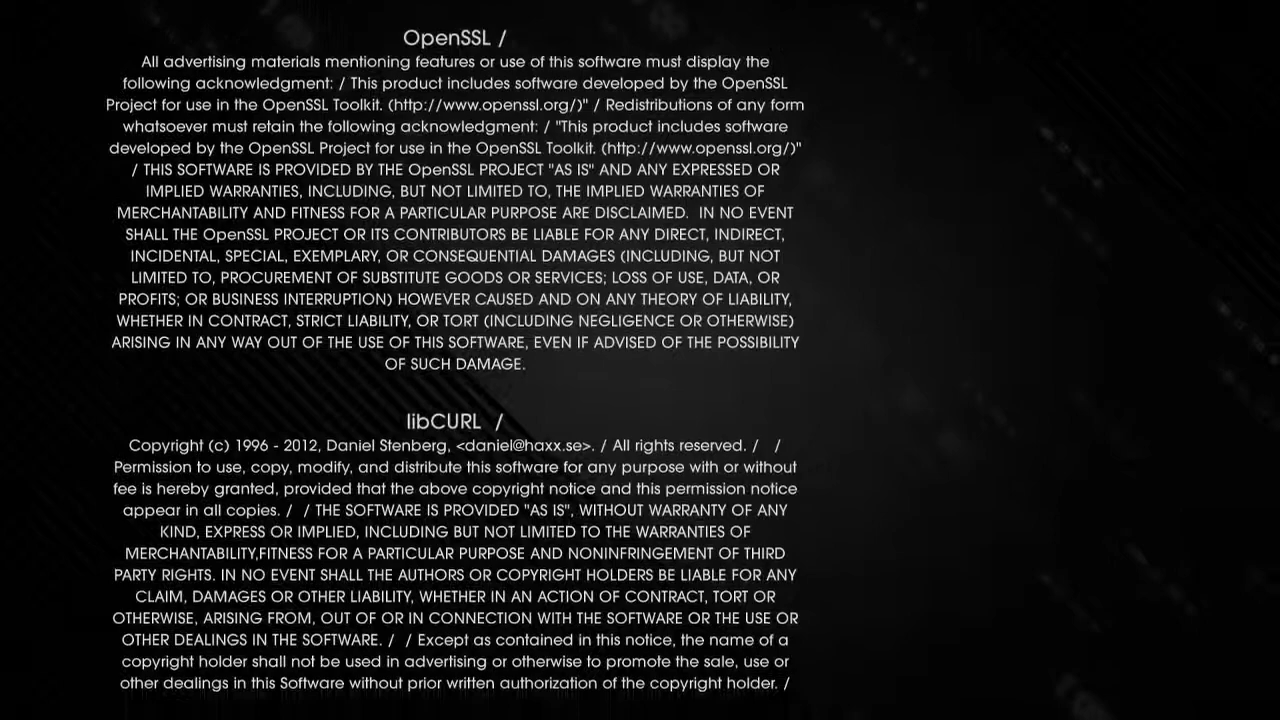 OpenSSL /
All advertising materials mentioning features or use of this software must display the
following acknowledgment: / This product includes software developed by the OpenSSL
Project for use in the OpenSSL Toolkit. (http://www.openssl.org/)" / Redistributions of any form
whatsoever must retain the following acknowledgment: / "This product includes software
developed by the OpenSSL Project for use in the OpenSSL Toolkit. (http://www.openssl.org/)"
/ THIS SOFTWARE IS PROVIDED BY THE OpenSSL PROJECT "AS IS" AND ANY EXPRESSED OR
IMPLIED WARRANTIES, INCLUDING, BUT NOT LIMITED TO, THE IMPLIED WARRANTIES OF
MERCHANTABILITY AND FITNESS FOR A PARTICULAR PURPOSE ARE DISCLAIMED.  IN NO EVENT
SHALL THE OpenSSL PROJECT OR ITS CONTRIBUTORS BE LIABLE FOR ANY DIRECT, INDIRECT,
INCIDENTAL, SPECIAL, EXEMPLARY, OR CONSEQUENTIAL DAMAGES (INCLUDING, BUT NOT
LIMITED TO, PROCUREMENT OF SUBSTITUTE GOODS OR SERVICES; LOSS OF USE, DATA, OR
PROFITS; OR BUSINESS INTERRUPTION) HOWEVER CAUSED AND ON ANY THEORY OF LIABILITY,
WHETHER IN CONTRACT, STRICT LIABILITY, OR TORT (INCLUDING NEGLIGENCE OR OTHERWISE)
ARISING IN ANY WAY OUT OF THE USE OF THIS SOFTWARE, EVEN IF ADVISED OF THE POSSIBILITY
OF SUCH DAMAGE.
libCURL  /
Copyright (c) 1996 - 2012, Daniel Stenberg, <daniel@haxx.se>. / All rights reserved. /   /
Permission to use, copy, modify, and distribute this software for any purpose with or without
fee is hereby granted, provided that the above copyright notice and this permission notice
appear in all copies. /  / THE SOFTWARE IS PROVIDED "AS IS", WITHOUT WARRANTY OF ANY
KIND, EXPRESS OR IMPLIED, INCLUDING BUT NOT LIMITED TO THE WARRANTIES OF
MERCHANTABILITY,FITNESS FOR A PARTICULAR PURPOSE AND NONINFRINGEMENT OF THIRD
PARTY RIGHTS. IN NO EVENT SHALL THE AUTHORS OR COPYRIGHT HOLDERS BE LIABLE FOR ANY
CLAIM, DAMAGES OR OTHER LIABILITY, WHETHER IN AN ACTION OF CONTRACT, TORT OR
OTHERWISE, ARISING FROM, OUT OF OR IN CONNECTION WITH THE SOFTWARE OR THE USE OR
OTHER DEALINGS IN THE SOFTWARE. /  / Except as contained in this notice, the name of a
copyright holder shall not be used in advertising or otherwise to promote the sale, use or
other dealings in this Software without prior written authorization of the copyright holder. /